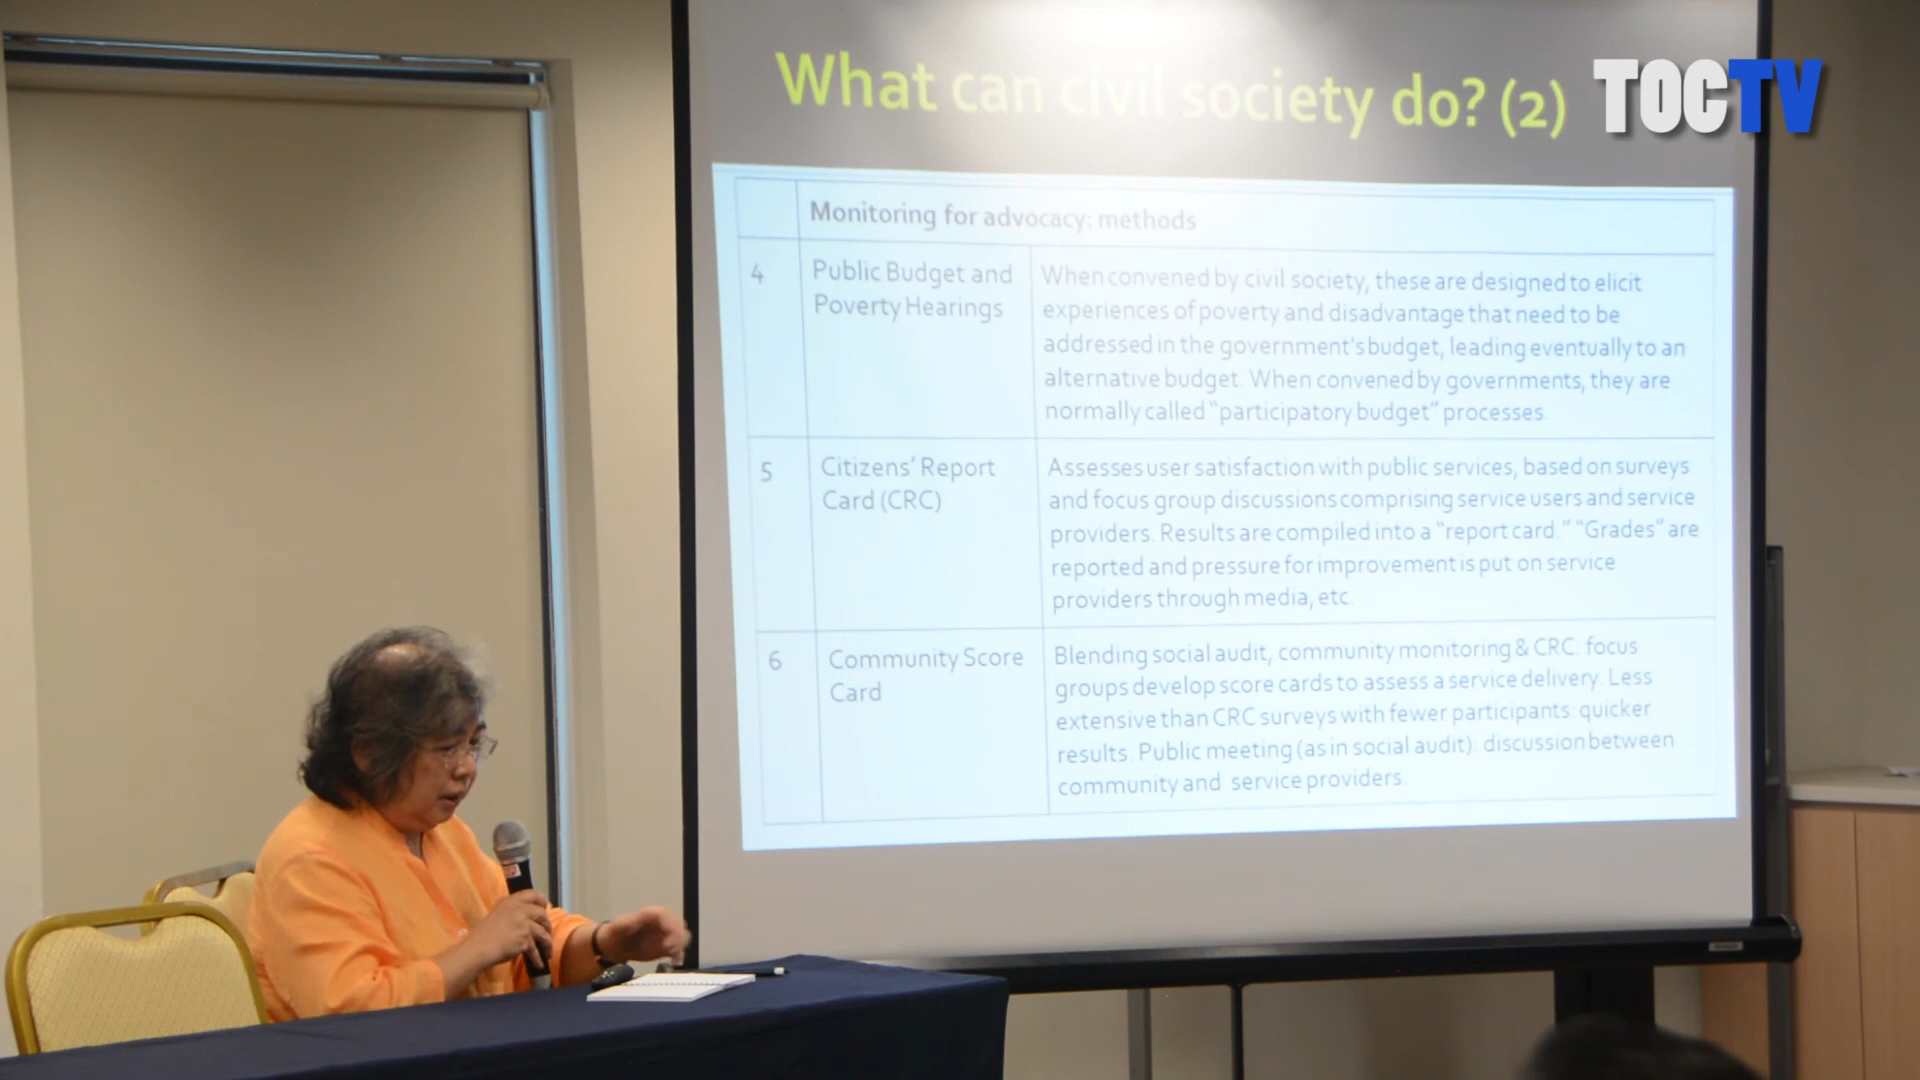 What can civil society do? (2)
TOCTV
Monitoring for advocacy: methods
4
Public Budget and
Poverty Hearings
When convened by civil society, these are designed to elicit
experiences of poverty and disadvantage that need to be
addressed in the government's budget, leading eventually to an
alternative budget. When convened by governments, they are
normally called "participatory budget" processes.
5
Citizens' Report
Card (CRC)
Assesses user satisfaction with public services, based on surveys
and focus group discussions comprising service users and service
providers. Results are compiled into a "report card." "Grades" are
reported and pressure for improvement is put on service
providers through media, etc.
6
Community Score
Card
Blending social audit, community monitoring & CRC: focus
groups develop score cards to assess a service delivery. Less
extensive than CRC surveys with fewer participants: quicker
results. Public meeting (as in social audit): discussion between
community and service providers.